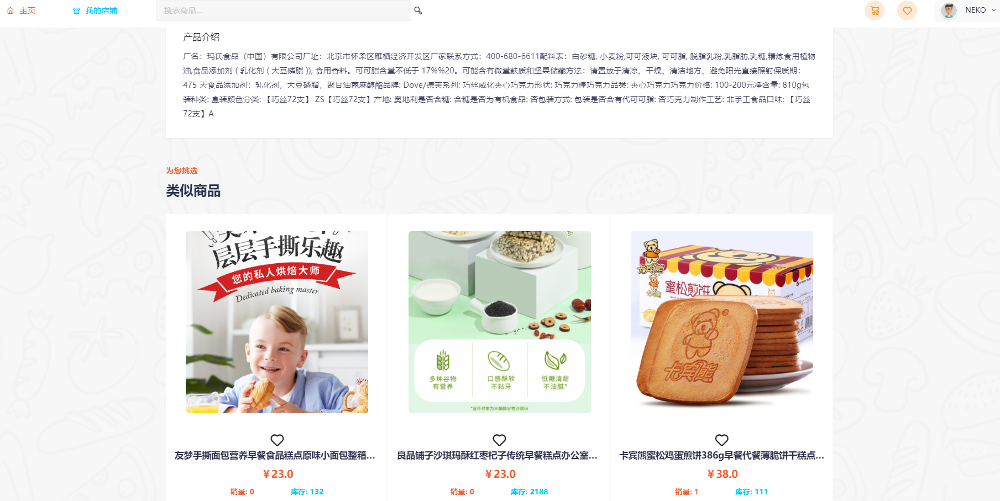 主页
我的店铺
搜索商品...
NEKO
产品介绍
厂名：玛氏食品（中国）有限公司厂址：北京市怀柔区雁栖经济开发区厂家联系方式：400-680-6611配料表：白砂糖, 小麦粉,可可液块, 可可脂, 脱脂乳粉,乳脂肪,乳糖,精炼食用植物
油,食品添加剂 ( 乳化剂 ( 大豆磷脂 )), 食用香料。可可脂含量不低于 17%%20。可能含有微量麸质和坚果储藏方法：请置放于清凉、干燥、清洁地方、避免阳光直接照射保质期：
475 天食品添加剂：乳化剂，大豆磷脂，聚甘油蓖麻醇酯品牌: Dove/德芙系列: 巧丝威化夹心巧克力形状: 巧克力棒巧克力品类: 夹心巧克力巧克力价格: 100-200元净含量: 810g包
装种类: 盒装颜色分类: 【巧丝72支】 ZS【巧丝72支】产地: 奥地利是否含糖: 含糖是否为有机食品: 否包装方式: 包装是否含有代可可脂: 否巧克力制作工艺: 非手工食品口味: 【巧丝
72支】A
为您挑选
类似商品
层层手撕乐趣
您的私人烘焙大师
Dedicated baking master
多种谷物
有营养
口感酥软
不粘牙
低糖清甜
不油腻*
*宣传对象为木糖醇谷物沙琪玛
卡宾熊
蜜松煎饼
卡宾熊
卡宾熊
友梦手撕面包营养早餐食品糕点原味小面包整箱...
¥23.0
销量: 0
库存: 132
良品铺子沙琪玛酥红枣杞子传统早餐糕点办公室...
¥23.0
销量: 0
库存: 2188
卡宾熊蜜松鸡蛋煎饼386g早餐代餐薄脆饼干糕点...
¥38.0
销量: 1
库存: 111